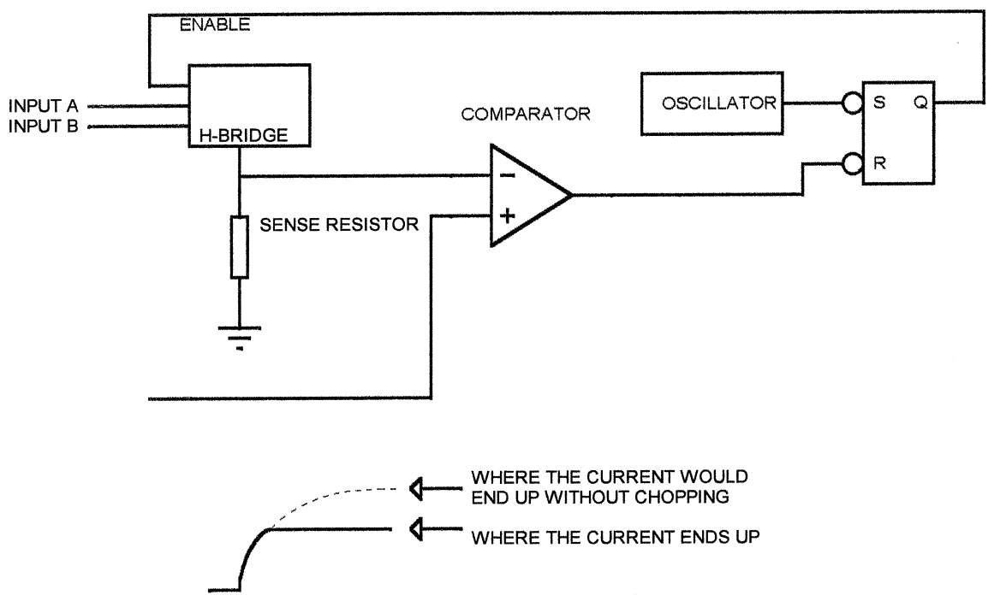 ENABLE
INPUT A
INPUT B
H-BRIDGE
COMPARATOR
OSCILLATOR
S
Q
R
−
+
SENSE RESISTOR
WHERE THE CURRENT WOULD
END UP WITHOUT CHOPPING
WHERE THE CURRENT ENDS UP